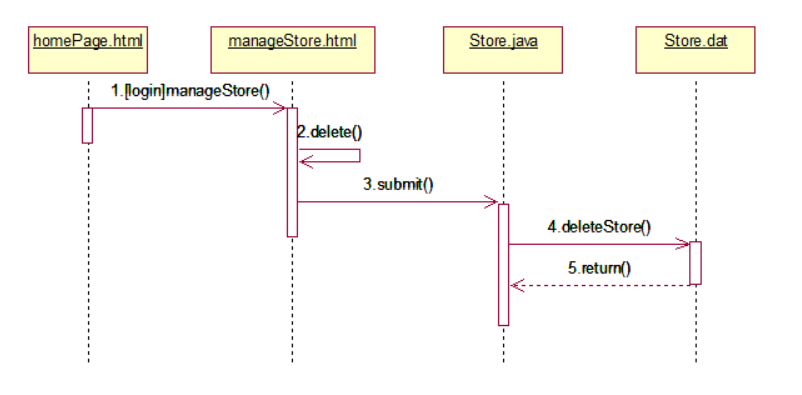 homePage.html
manageStore.html
Store.java
Store.dat
1.[login]manageStore()
2.delete()
3.submit()
4.deleteStore()
5.return()